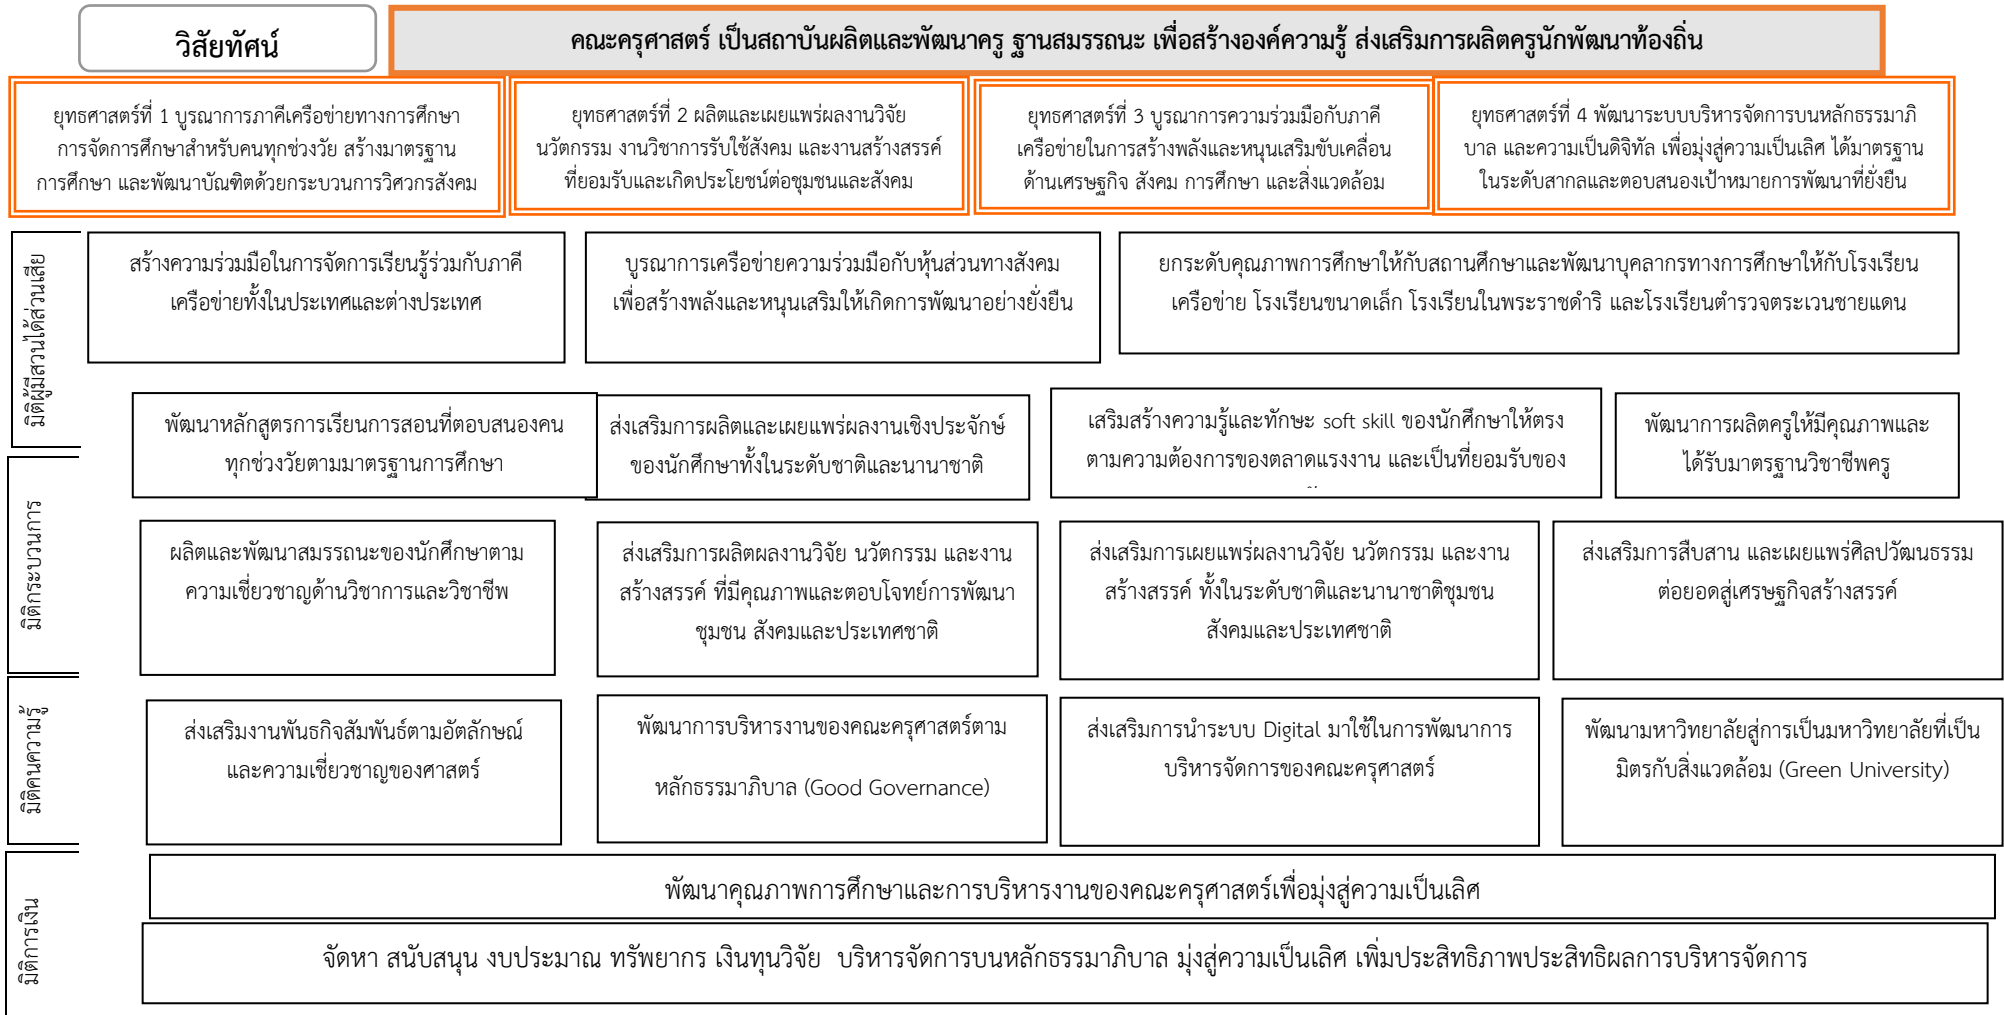 วิสัยทัศน์
คณะครุศาสตร์ เป็นสถาบันผลิตและพัฒนาครู ฐานสมรรถนะ เพื่อสร้างองค์ความรู้ ส่งเสริมการผลิตครูนักพัฒนาท้องถิ่น
ยุทธศาสตร์ที่ 1 บูรณาการภาคีเครือข่ายทางการศึกษา
การจัดการศึกษาสำหรับคนทุกช่วงวัย สร้างมาตรฐาน
การศึกษา และพัฒนาบัณฑิตด้วยกระบวนการวิศวกรสังคม
ยุทธศาสตร์ที่ 2 ผลิตและเผยแพร่ผลงานวิจัย
นวัตกรรม งานวิชาการรับใช้สังคม และงานสร้างสรรค์
ที่ยอมรับและเกิดประโยชน์ต่อชุมชนและสังคม
ยุทธศาสตร์ที่ 3 บูรณาการความร่วมมือกับภาคี
เครือข่ายในการสร้างพลังและหนุนเสริมขับเคลื่อน
ด้านเศรษฐกิจ สังคม การศึกษา และสิ่งแวดล้อม
ยุทธศาสตร์ที่ 4 พัฒนาระบบบริหารจัดการบนหลักธรรมาภิ
บาล และความเป็นดิจิทัล เพื่อมุ่งสู่ความเป็นเลิศ ได้มาตรฐาน
ในระดับสากลและตอบสนองเป้าหมายการพัฒนาที่ยั่งยืน
มิติผู้มีสวนได้ส่วนเสีย
สร้างความร่วมมือในการจัดการเรียนรู้ร่วมกับภาคี
เครือข่ายทั้งในประเทศและต่างประเทศ
บูรณาการเครือข่ายความร่วมมือกับหุ้นส่วนทางสังคม
เพื่อสร้างพลังและหนุนเสริมให้เกิดการพัฒนาอย่างยั่งยืน
ยกระดับคุณภาพการศึกษาให้กับสถานศึกษาและพัฒนาบุคลากรทางการศึกษาให้กับโรงเรียน
เครือข่าย โรงเรียนขนาดเล็ก โรงเรียนในพระราชดำริ และโรงเรียนตำรวจตระเวนชายแดน
พัฒนาหลักสูตรการเรียนการสอนที่ตอบสนองคน
ทุกช่วงวัยตามมาตรฐานการศึกษา
ส่งเสริมการผลิตและเผยแพร่ผลงานเชิงประจักษ์
ของนักศึกษาทั้งในระดับชาติและนานาชาติ
เสริมสร้างความรู้และทักษะ soft skill ของนักศึกษาให้ตรง
ตามความต้องการของตลาดแรงงาน และเป็นที่ยอมรับของ
พัฒนาการผลิตครูให้มีคุณภาพและ
ได้รับมาตรฐานวิชาชีพครู
มิติกระบวนการ
ผลิตและพัฒนาสมรรถนะของนักศึกษาตาม
ความเชี่ยวชาญด้านวิชาการและวิชาชีพ
ส่งเสริมการผลิตผลงานวิจัย นวัตกรรม และงาน
สร้างสรรค์ ที่มีคุณภาพและตอบโจทย์การพัฒนา
ชุมชน สังคมและประเทศชาติ
ส่งเสริมการเผยแพร่ผลงานวิจัย นวัตกรรม และงาน
สร้างสรรค์ ทั้งในระดับชาติและนานาชาติชุมชน
สังคมและประเทศชาติ
ส่งเสริมการสืบสาน และเผยแพร่ศิลปวัฒนธรรม
ต่อยอดสู่เศรษฐกิจสร้างสรรค์
มิติคนความรู้
ส่งเสริมงานพันธกิจสัมพันธ์ตามอัตลักษณ์
และความเชี่ยวชาญของศาสตร์
พัฒนาการบริหารงานของคณะครุศาสตร์ตาม
หลักธรรมาภิบาล (Good Governance)
ส่งเสริมการนำระบบ Digital มาใช้ในการพัฒนาการ
บริหารจัดการของคณะครุศาสตร์
พัฒนามหาวิทยาลัยสู่การเป็นมหาวิทยาลัยที่เป็น
มิตรกับสิ่งแวดล้อม (Green University)
มิติการเงิน
พัฒนาคุณภาพการศึกษาและการบริหารงานของคณะครุศาสตร์เพื่อมุ่งสู่ความเป็นเลิศ
จัดหา สนับสนุน งบประมาณ ทรัพยากร เงินทุนวิจัย บริหารจัดการบนหลักธรรมาภิบาล มุ่งสู่ความเป็นเลิศ เพิ่มประสิทธิภาพประสิทธิผลการบริหารจัดการ